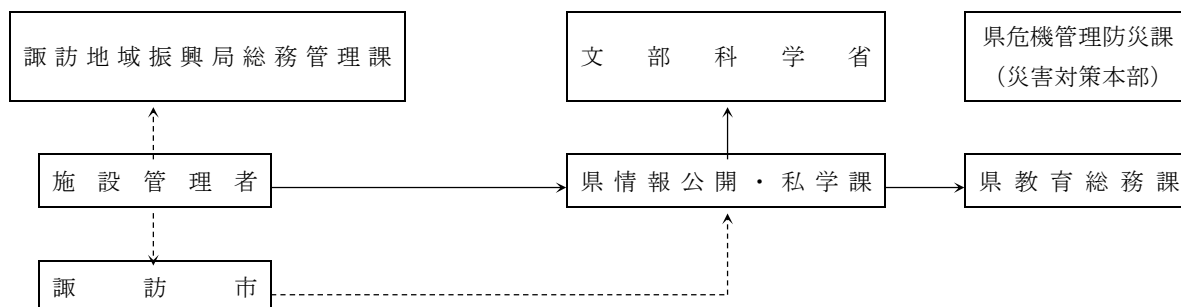 諏訪地域振興局総務管理課
文部科学省
県危機管理防災課
（災害対策本部）
施設管理者
県情報公開・私学課
県教育総務課
諏訪市